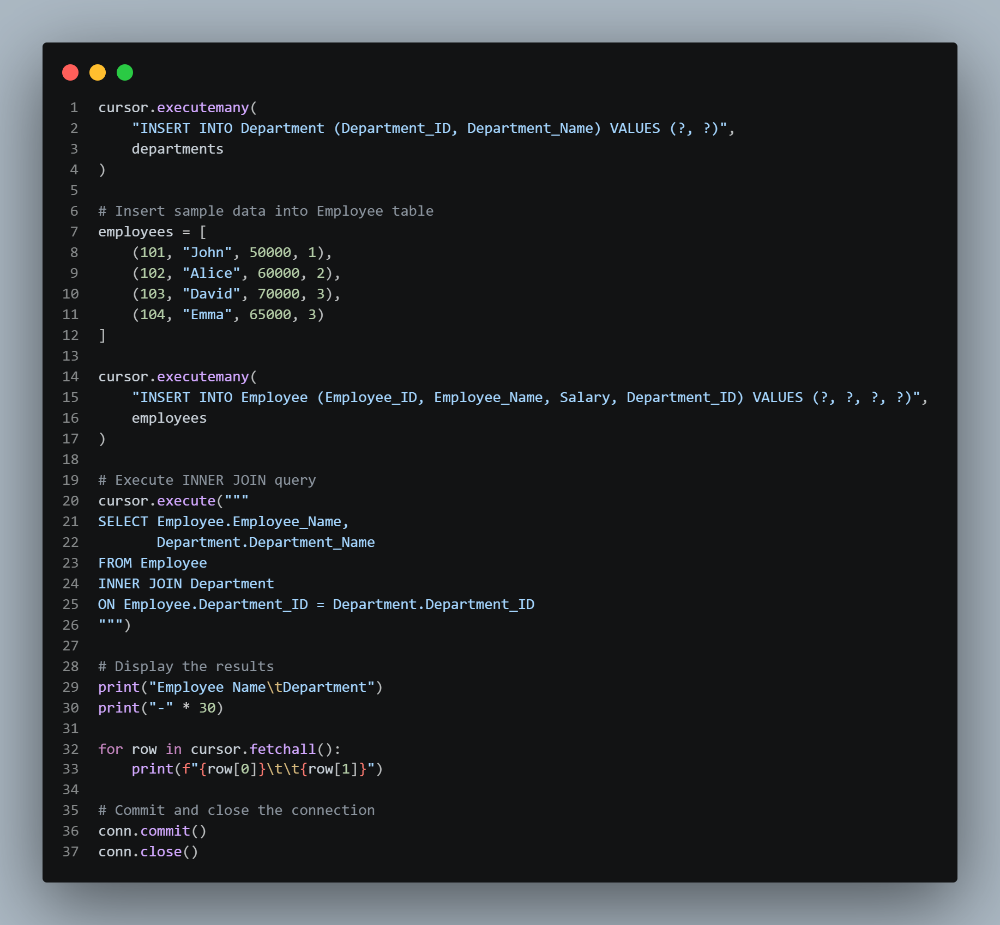 1 cursor.executemany(
2     "INSERT INTO Department (Department_ID, Department_Name) VALUES (?, ?)",
3     departments
4 )
5
6 # Insert sample data into Employee table
7 employees = [
8     (101, "John", 50000, 1),
9     (102, "Alice", 60000, 2),
10     (103, "David", 70000, 3),
11     (104, "Emma", 65000, 3)
12 ]
13
14 cursor.executemany(
15     "INSERT INTO Employee (Employee_ID, Employee_Name, Salary, Department_ID) VALUES (?, ?, ?, ?)",
16     employees
17 )
18
19 # Execute INNER JOIN query
20 cursor.execute("""
21 SELECT Employee.Employee_Name,
22        Department.Department_Name
23 FROM Employee
24 INNER JOIN Department
25 ON Employee.Department_ID = Department.Department_ID
26 """)
27
28 # Display the results
29 print("Employee Name\tDepartment")
30 print("-" * 30)
31
32 for row in cursor.fetchall():
33     print(f"{row[0]}\t\t{row[1]}")
34
35 # Commit and close the connection
36 conn.commit()
37 conn.close()